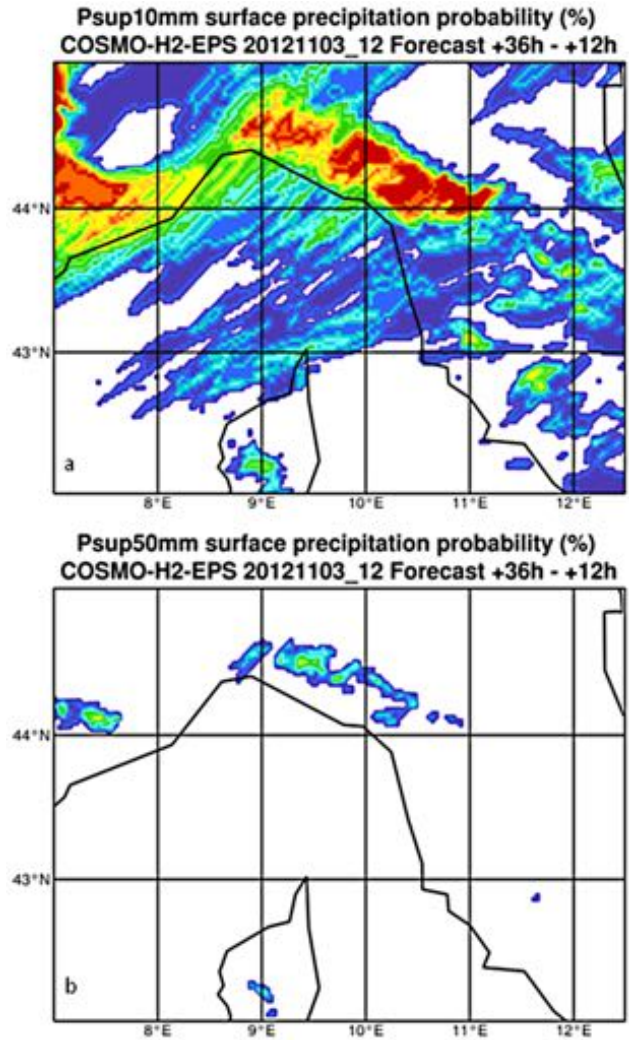 Psup10mm surface precipitation probability (%)
COSMO-H2-EPS 20121103_12 Forecast +36h - +12h
44°N
43°N
a
8°E 9°E 10°E 11°E 12°E
Psup50mm surface precipitation probability (%)
COSMO-H2-EPS 20121103_12 Forecast +36h - +12h
44°N
43°N
b
8°E 9°E 10°E 11°E 12°E